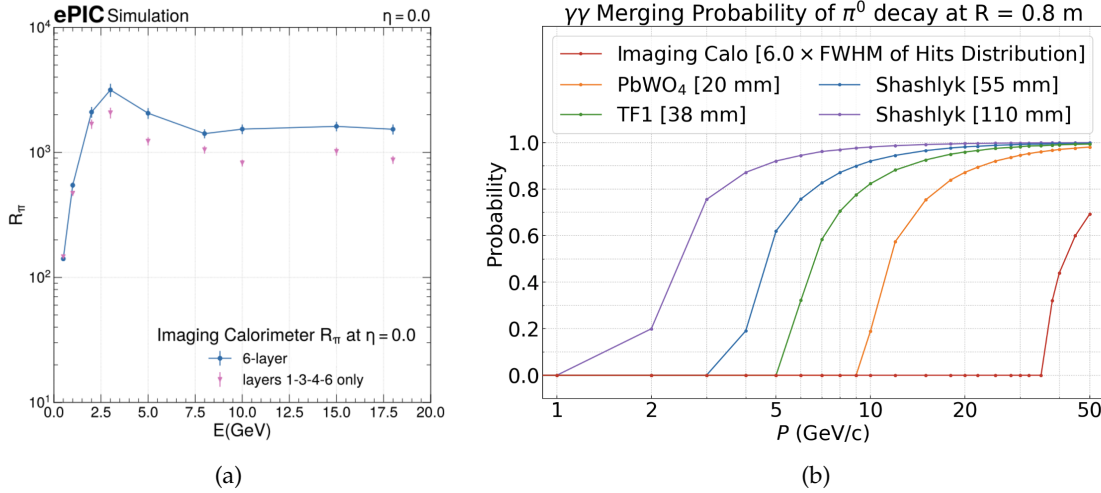 ePIC Simulation
η = 0.0
10⁴
10³
10²
10¹
R_π
Imaging Calorimeter R_π at η = 0.0
6-layer
layers 1-3-4-6 only
0.0 2.5 5.0 7.5 10.0 12.5 15.0 17.5 20.0
E(GeV)
(a)
γγ Merging Probability of π⁰ decay at R = 0.8 m
Imaging Calo [6.0 × FWHM of Hits Distribution]
PbWO₄ [20 mm]
Shashlyk [55 mm]
TF1 [38 mm]
Shashlyk [110 mm]
1.0
0.8
0.6
0.4
0.2
0.0
Probability
1 2 5 10 20 50
P (GeV/c)
(b)